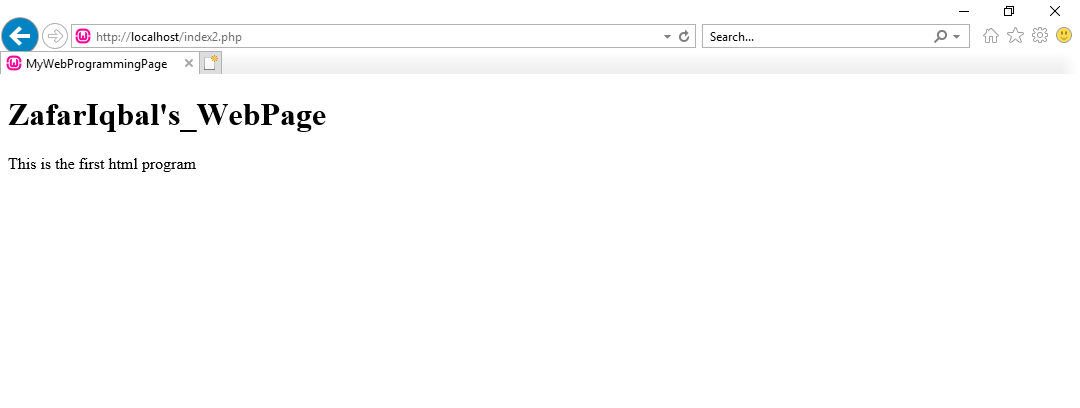 http://localhost/index2.php
Search...
MyWebProgrammingPage
ZafarIqbal's_WebPage
This is the first html program